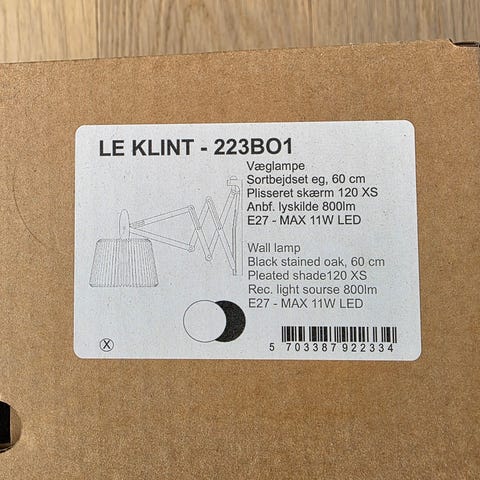 LE KLINT - 223BO1
Væglampe
Sortbejdset eg, 60 cm
Plisseret skærm 120 XS
Anbf. lyskilde 800lm
E27 - MAX 11W LED
Wall lamp
Black stained oak, 60 cm
Pleated shade120 XS
Rec. light sourse 800lm
E27 - MAX 11W LED
X
5 703387 922334